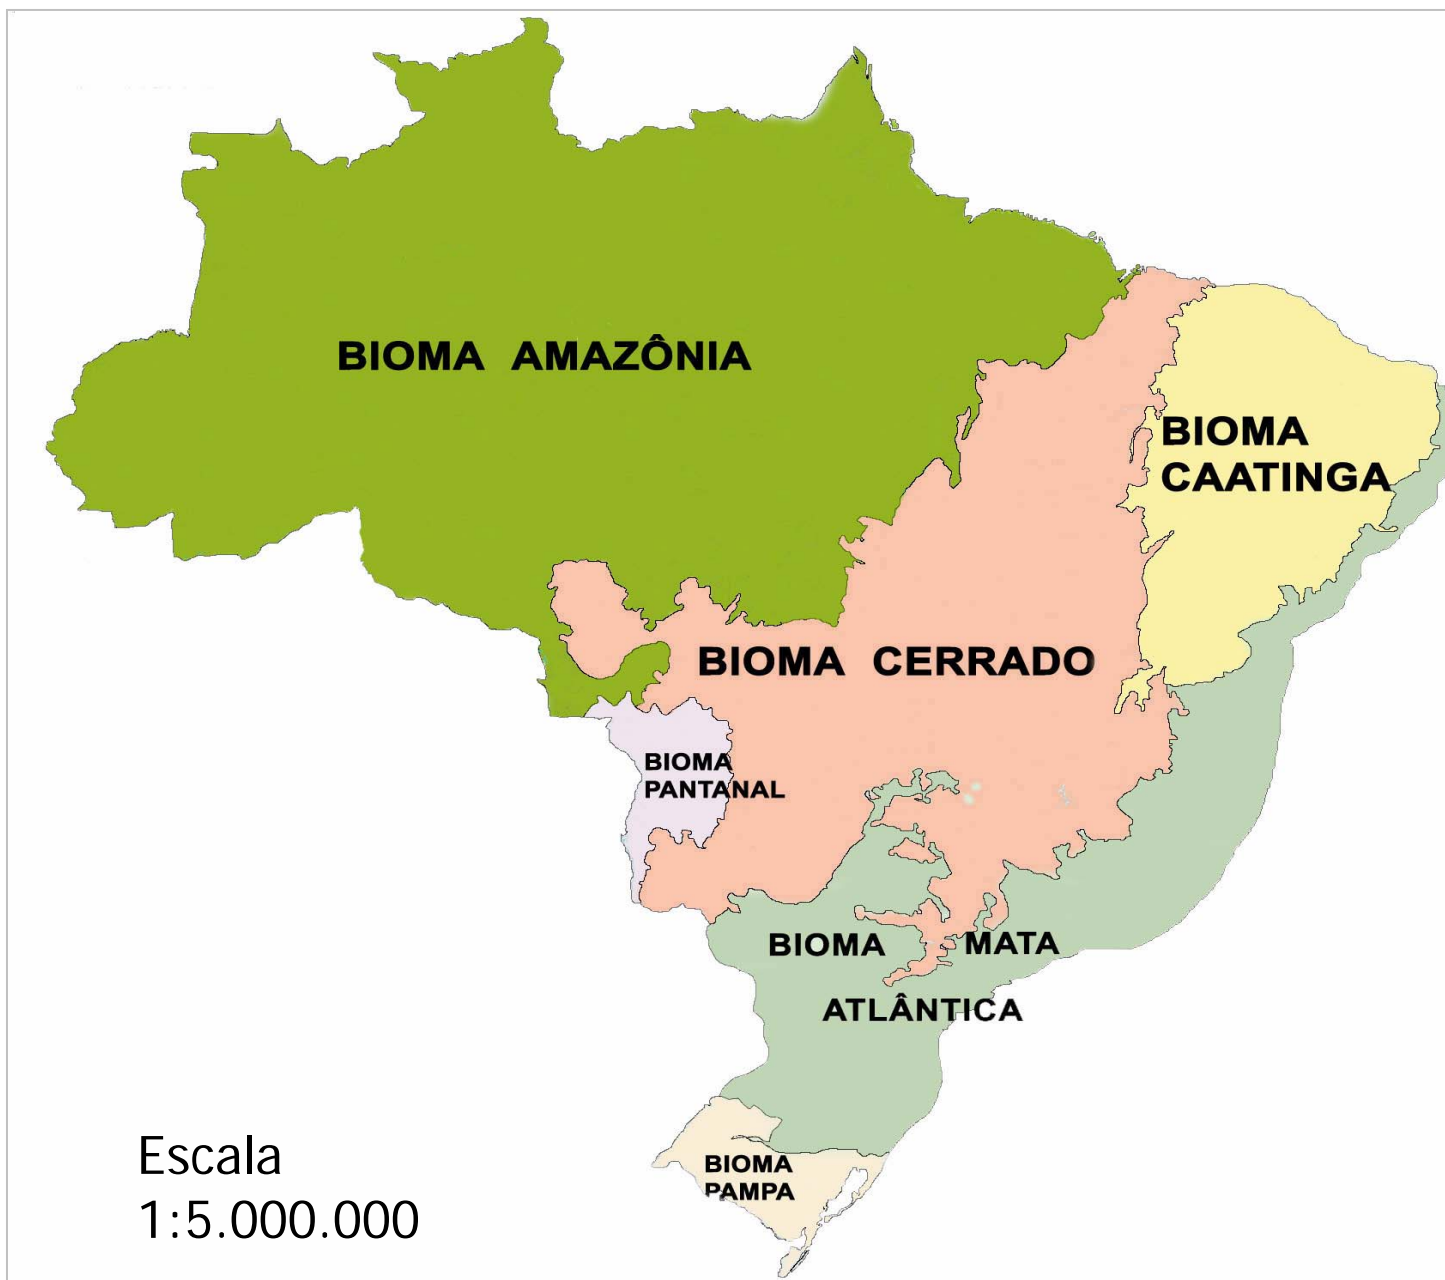 BIOMA AMAZÔNIA
BIOMA
CAATINGA
BIOMA CERRADO
BIOMA
PANTANAL
BIOMA MATA
ATLÂNTICA
BIOMA
PAMPA
Escala
1:5.000.000